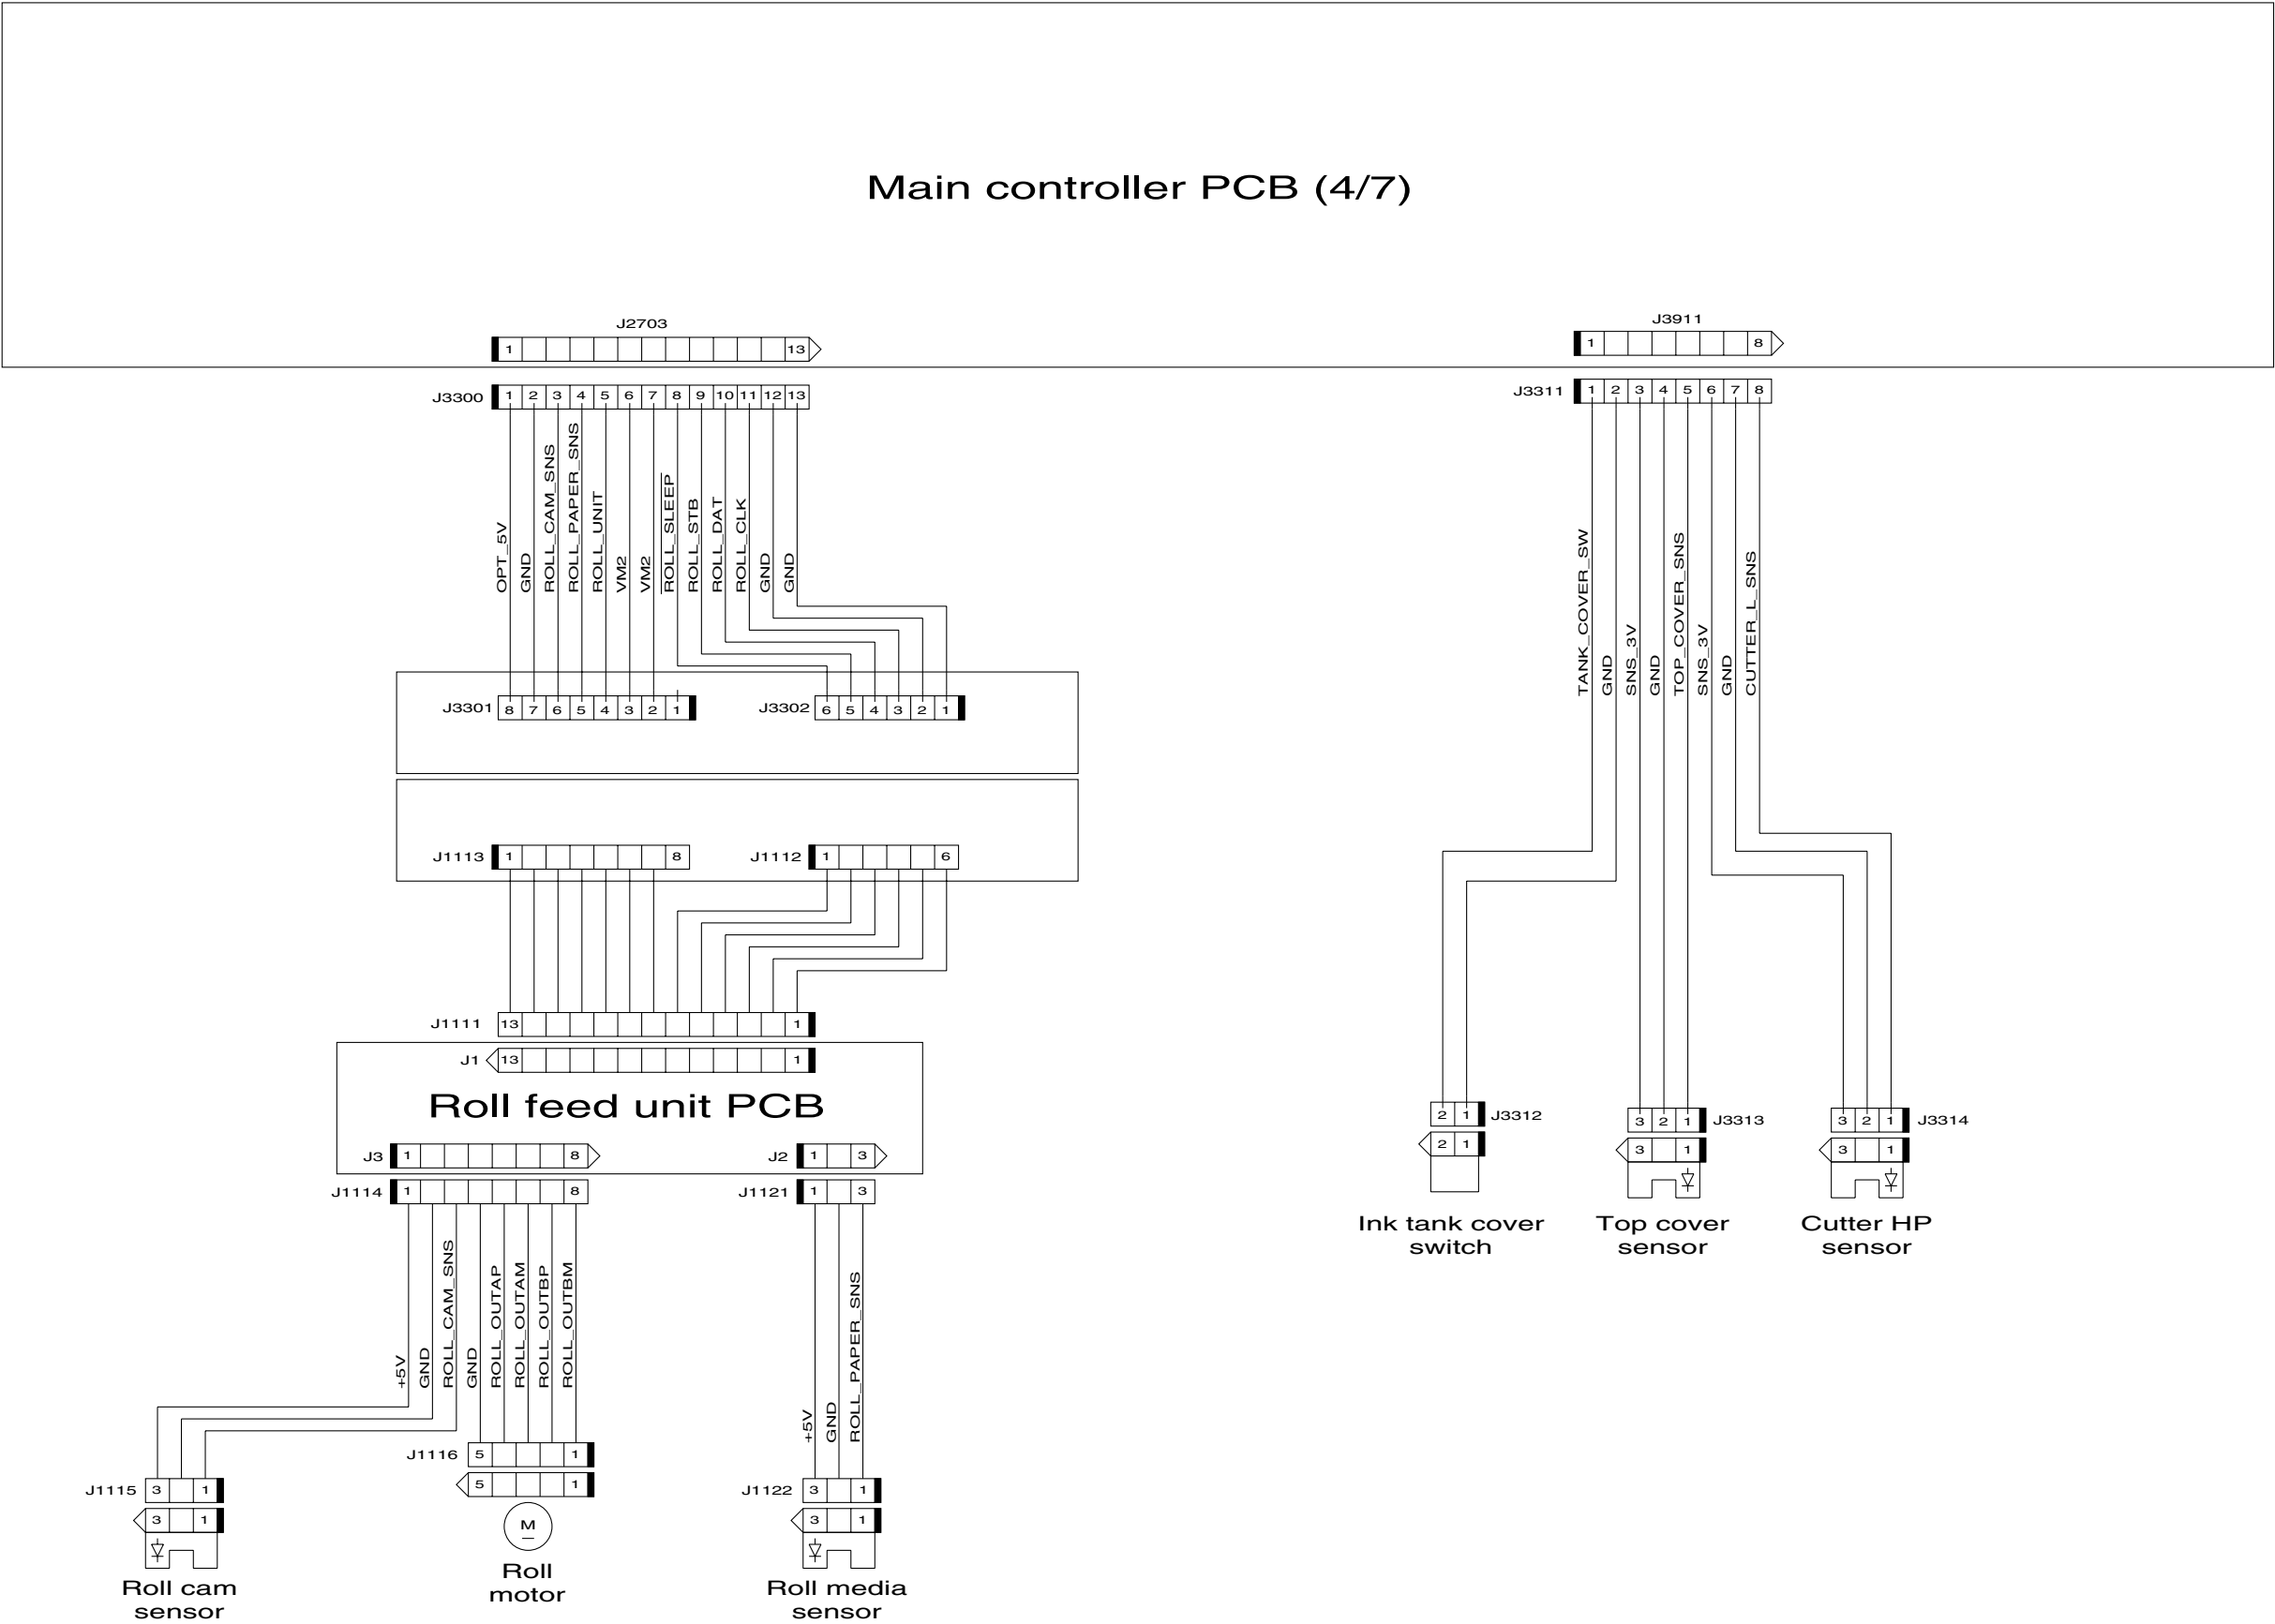 Main controller PCB (4/7)
J2703
1 13
J3911
1 8
J3300 1 2 3 4 5 6 7 8 9 10 11 12 13
J3311 1 2 3 4 5 6 7 8
OPT_5V
GND
ROLL_CAM_SNS
ROLL_PAPER_SNS
ROLL_UNIT
VM2
VM2
ROLL_SLEEP
ROLL_STB
ROLL_DAT
ROLL_CLK
GND
GND
TANK_COVER_SW
GND
SNS_3V
GND
TOP_COVER_SNS
SNS_3V
GND
CUTTER_L_SNS
J3301 8 7 6 5 4 3 2 1
J3302 6 5 4 3 2 1
J1113 1 8
J1112 1 6
J1111 13 1
J1 13 1
Roll feed unit PCB
J3 1 8
J2 1 3
J1114 1 8
J1121 1 3
2 1 J3312
2 1
3 2 1 J3313
3 1
3 2 1 J3314
3 1
Ink tank cover
switch
Top cover
sensor
Cutter HP
sensor
+5V
GND
ROLL_CAM_SNS
GND
ROLL_OUTAP
ROLL_OUTAM
ROLL_OUTBP
ROLL_OUTBM
+5V
GND
ROLL_PAPER_SNS
J1116 5 1
5 1
J1115 3 1
3 1
J1122 3 1
3 1
M
Roll
motor
Roll cam
sensor
Roll media
sensor